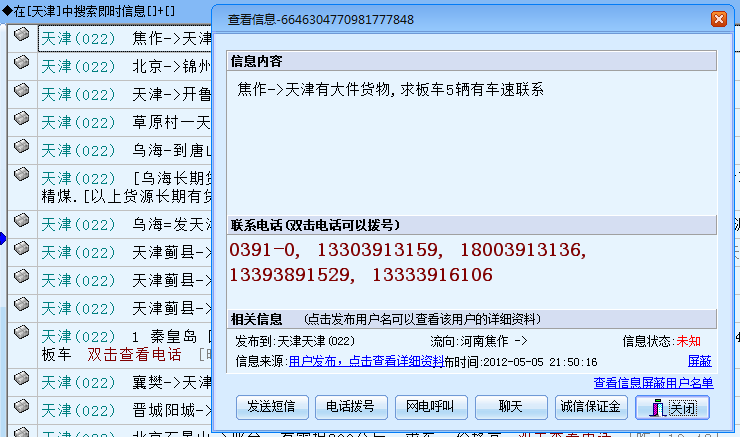 ◆在[天津]中搜索即时信息[]+[]
天津(022) 焦作->天津
天津(022) 北京->锦州
天津(022) 天津->开鲁
天津(022) 草原村一天
天津(022) 乌海-到唐山
天津(022) [乌海长期货
精煤.[以上货源长期有货
天津(022) 乌海=发天津
天津(022) 天津蓟县->
天津(022) 天津蓟县->
天津(022) 天津蓟县->
天津(022) 1 秦皇岛
板车 双击查看电话
天津(022) 襄樊->天津
天津(022) 晋城阳城->
查看信息-6646304770981777848
信息内容
焦作->天津有大件货物,求板车5辆有车速联系
联系电话(双击电话可以拨号)
0391-0, 13303913159, 18003913136,
13393891529, 13333916106
相关信息 (点击发布用户名可以查看该用户的详细资料)
发布到:天津天津(022) 流向:河南焦作 -> 信息状态:未知
信息来源:用户发布，点击查看详细资料布时间:2012-05-05 21:50:16 屏蔽
查看信息屏蔽用户名单
发送短信 电话拨号 网电呼叫 聊天 诚信保证金 关闭